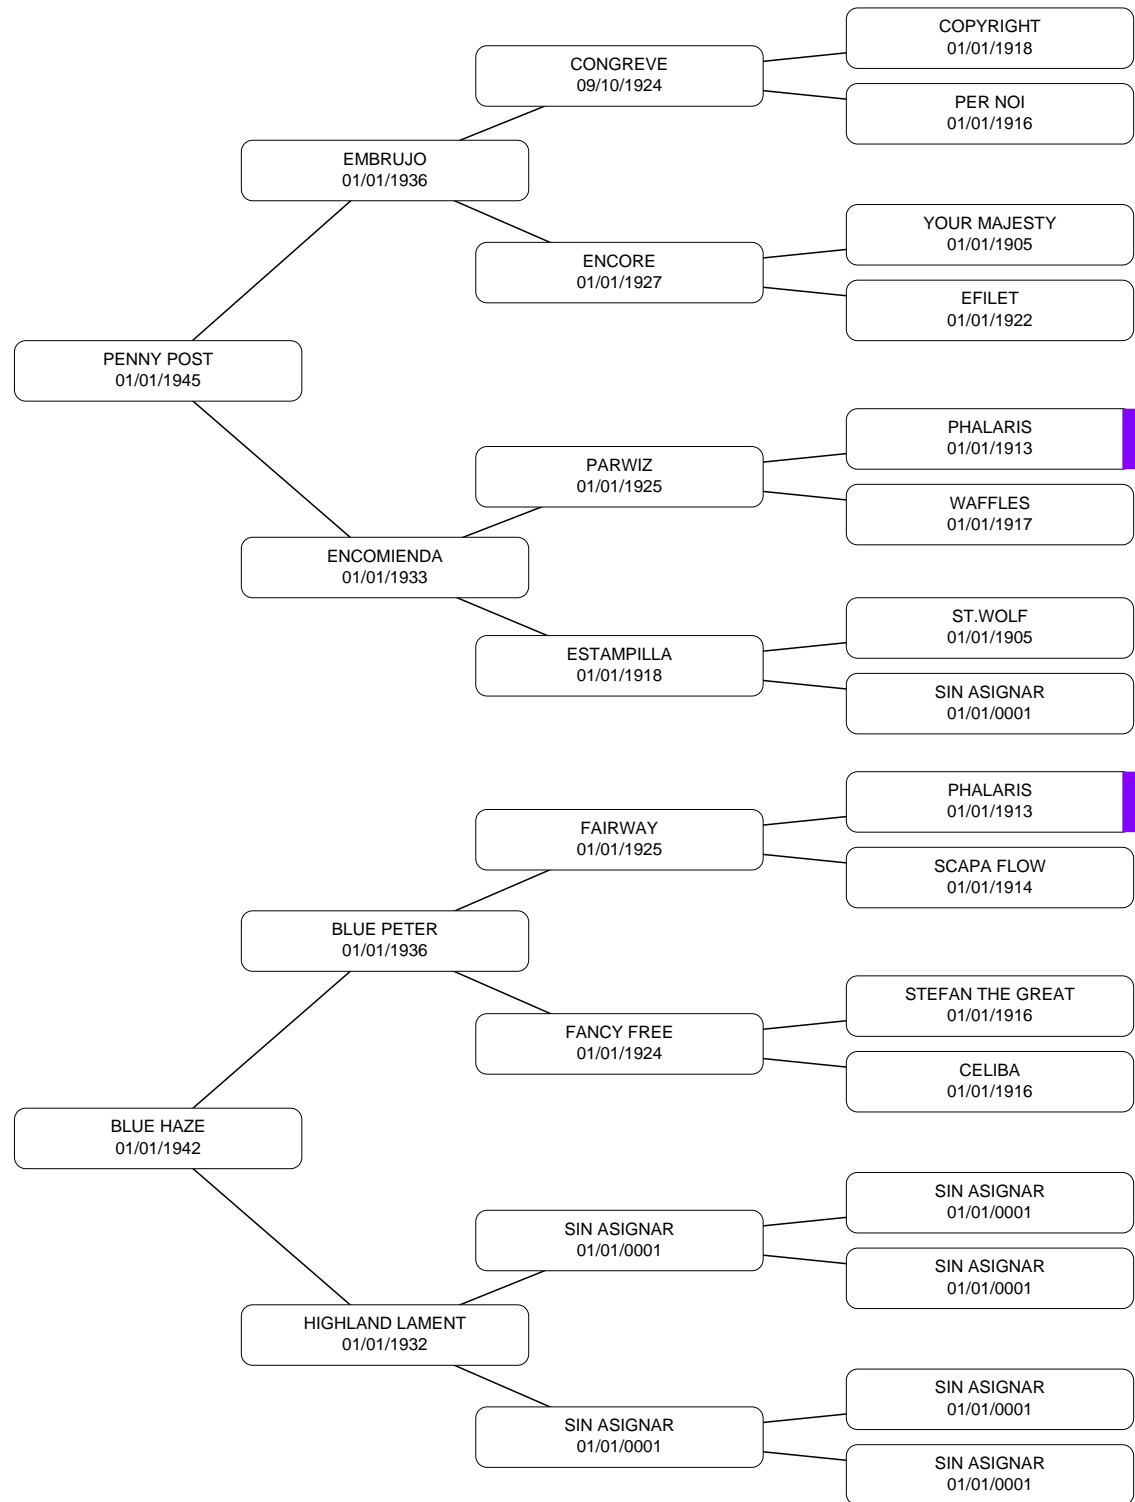 COPYRIGHT
01/01/1918
CONGREVE
09/10/1924
PER NOI
01/01/1916
EMBRUJO
01/01/1936
YOUR MAJESTY
01/01/1905
ENCORE
01/01/1927
EFILET
01/01/1922
PENNY POST
01/01/1945
PHALARIS
01/01/1913
PARWIZ
01/01/1925
WAFFLES
01/01/1917
ENCOMIENDA
01/01/1933
ST.WOLF
01/01/1905
ESTAMPILLA
01/01/1918
SIN ASIGNAR
01/01/0001
PHALARIS
01/01/1913
FAIRWAY
01/01/1925
SCAPA FLOW
01/01/1914
BLUE PETER
01/01/1936
STEFAN THE GREAT
01/01/1916
FANCY FREE
01/01/1924
CELIBA
01/01/1916
BLUE HAZE
01/01/1942
SIN ASIGNAR
01/01/0001
SIN ASIGNAR
01/01/0001
SIN ASIGNAR
01/01/0001
HIGHLAND LAMENT
01/01/1932
SIN ASIGNAR
01/01/0001
SIN ASIGNAR
01/01/0001
SIN ASIGNAR
01/01/0001